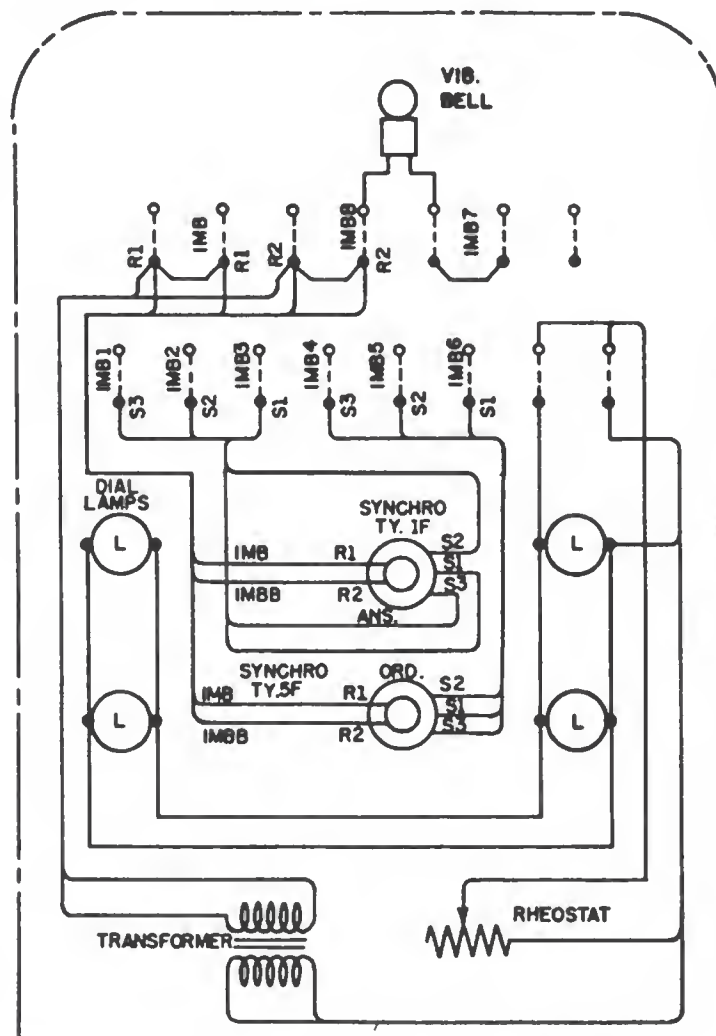 VIB.
BELL
R1
IMB
R1
R2
IMBB
R2
IMB7
IMB1
S3
IMB2
S2
IMB3
S1
IMB4
S3
IMB5
S2
IMB6
S1
DIAL
LAMPS
L
L
SYNCHRO
TY. 1F
IMB
R1
S2
S1
S3
IMBB
R2
ANS.
SYNCHRO
TY.5F
ORD.
IMB
R1
S2
S1
S3
IMBB
R2
L
L
TRANSFORMER
RHEOSTAT